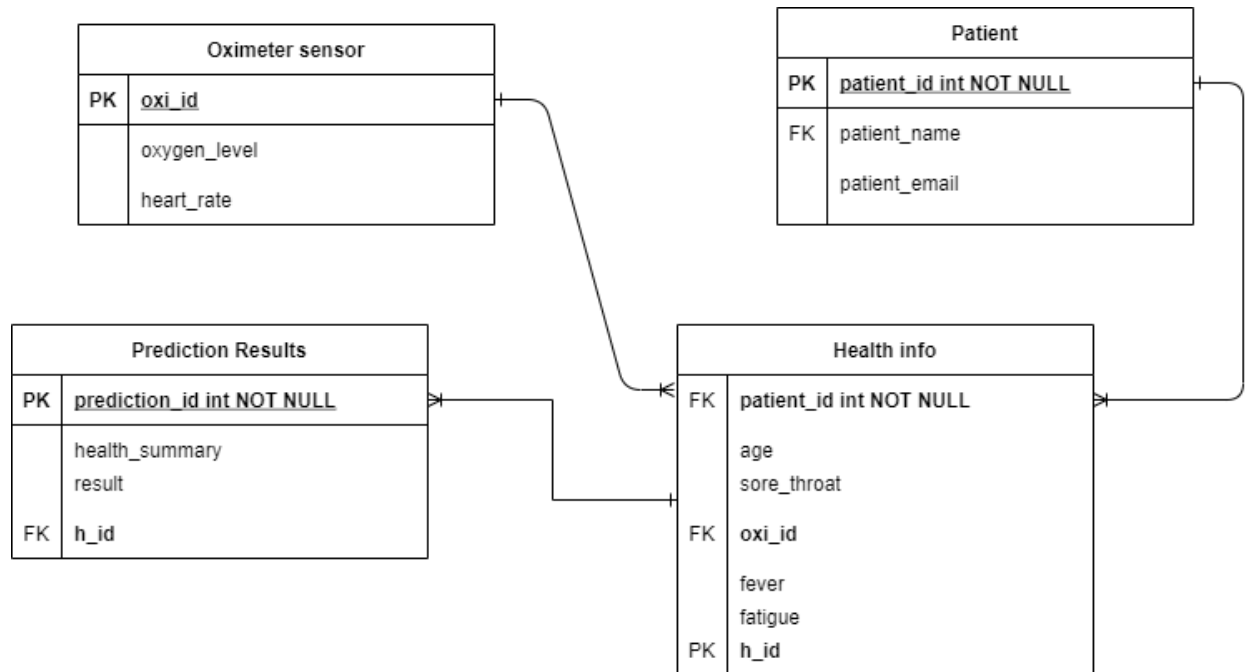 Oximeter sensor
PK oxi_id
oxygen_level
heart_rate
Patient
PK patient_id int NOT NULL
FK patient_name
patient_email
Prediction Results
PK prediction_id int NOT NULL
health_summary
result
FK h_id
Health info
FK patient_id int NOT NULL
age
sore_throat
FK oxi_id
fever
fatigue
PK h_id